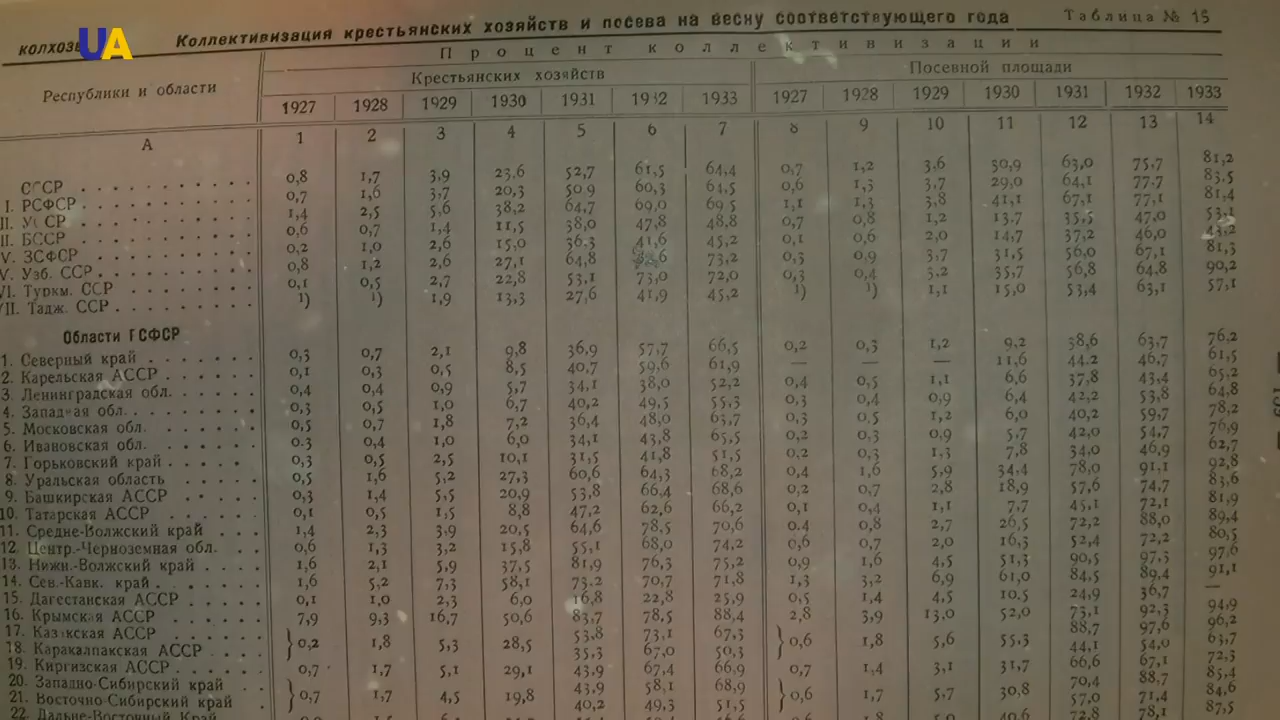 колхозы
UA
Коллективизация крестьянских хозяйств и посева на весну соответствующего года Таблица № 15
Процент коллективизации
Республики и области Крестьянских хозяйств Посевной площади
1927 1928 1929 1930 1931 1932 1933 1927 1928 1929 1930 1931 1932 1933
А 1 2 3 4 5 6 7 8 9 10 11 12 13 14
СССР 0,8 1,7 3,9 23,6 52,7 61,5 64,4 0,7 1,2 3,6 30,9 63,0 75,7 81,2
I. РСФСР 0,7 1,6 3,7 20,3 50,9 60,3 64,5 0,6 1,3 3,7 29,0 64,1 77,7 83,5
II. УССР 1,4 2,5 5,6 38,2 64,7 69,0 69,5 1,1 1,3 3,8 41,1 67,1 77,1 81,4
II. БССР 0,6 0,7 1,4 11,5 38,0 47,8 48,8 0,7 0,8 1,2 13,7 35,5 47,0 53,1
V. ЗСФСР 0,2 1,0 2,6 15,0 36,3 41,6 45,2 0,1 0,6 2,0 14,7 37,2 46,0
V. Узб. ССР 0,8 1,2 2,6 27,1 64,8 73,2 0,3 0,9 3,7 31,5 56,0 67,1 81,3
VI. Туркм. ССР 0,1 0,5 2,7 22,8 53,1 73,0 72,0 0,3 0,4 3,2 35,7 56,8 64,8 90,2
VII. Тадж. ССР ¹) ¹) 1,9 13,3 27,6 41,9 45,2 ¹) ¹) 1,1 15,0 53,4 63,1 57,1
Области РСФСР
1. Северный край 0,3 0,7 2,1 9,8 36,9 57,7 66,5 0,2 0,3 1,2 9,2 38,6 63,7 76,2
2. Карельская АССР 0,1 0,3 0,5 8,5 40,7 59,6 61,9 — — — 11,6 44,2 46,7 61,5
3. Ленинградская обл. 0,4 0,4 0,9 5,7 34,1 38,0 52,2 0,4 0,5 1,1 6,6 37,8 43,4 65,2
4. Западная обл. 0,3 0,5 1,0 6,7 40,2 49,5 55,3 0,3 0,4 0,9 6,4 42,2 53,8 64,8
5. Московская обл. 0,5 0,7 1,8 7,2 36,4 48,0 63,7 0,3 0,5 1,2 6,0 40,2 59,7 78,2
6. Ивановская обл. 0,3 0,4 1,0 6,0 34,1 43,8 65,5 0,2 0,3 0,9 5,7 42,0 54,7 76,9
7. Горьковский край 0,3 0,5 2,5 10,1 31,5 41,8 51,5 0,2 0,3 1,3 7,8 34,0 46,9 62,7
8. Уральская область 0,5 1,6 5,2 27,3 60,6 64,3 68,2 0,4 1,6 5,9 34,4 78,0 91,1 92,8
9. Башкирская АССР 0,3 1,4 5,5 20,9 53,8 66,4 68,6 0,2 0,7 2,8 18,9 57,6 74,7 83,6
10. Татарская АССР 0,1 0,5 1,5 8,8 47,2 62,6 66,2 0,1 0,4 1,1 7,7 45,1 72,1 81,9
11. Средне-Волжский край 1,4 2,3 3,9 20,5 64,6 78,5 70,6 0,4 0,8 2,7 26,5 72,2 88,0 89,4
12. Центр.-Черноземная обл. 0,6 1,3 3,2 15,8 55,1 68,0 74,2 0,6 0,7 2,0 16,3 52,4 72,2 80,5
13. Нижн.-Волжский край 1,6 2,1 5,9 37,5 81,9 76,3 75,2 0,9 1,6 4,5 51,3 90,5 97,3 97,6
14. Сев.-Кавк. край 1,6 5,2 7,3 58,1 73,2 70,7 71,8 1,3 3,2 6,9 61,0 84,5 89,4 91,1
15. Дагестанская АССР 0,1 1,0 2,3 6,0 16,8 22,8 25,9 0,5 1,4 4,5 10,5 24,9 36,7 —
16. Крымская АССР 7,9 9,3 16,7 50,6 83,7 78,5 88,4 2,8 3,9 13,0 52,0 73,1 92,3 94,9
17. Казакская АССР 53,8 73,1 67,3 88,7 97,6 96,2
} 0,2 1,8 5,3 28,5 } 0,6 1,8 5,6 55,3
18. Каракалпакская АССР 35,3 67,0 50,3 44,1 54,0 63,7
19. Киргизская АССР 0,7 1,7 5,1 29,1 43,9 67,4 66,9 0,7 1,4 3,1 31,7 66,6 67,1 72,3
20. Западно-Сибирский край 43,9 58,1 68,9 70,4 88,7 85,4
} 0,7 1,7 4,5 19,8 } 0,6 1,7 5,7 30,8
21. Восточно-Сибирский край 40,2 49,3 51,5 57,0 71,4 84,6
22. Дальне-Восточный Край 40,6 72,8 78,1 87,5